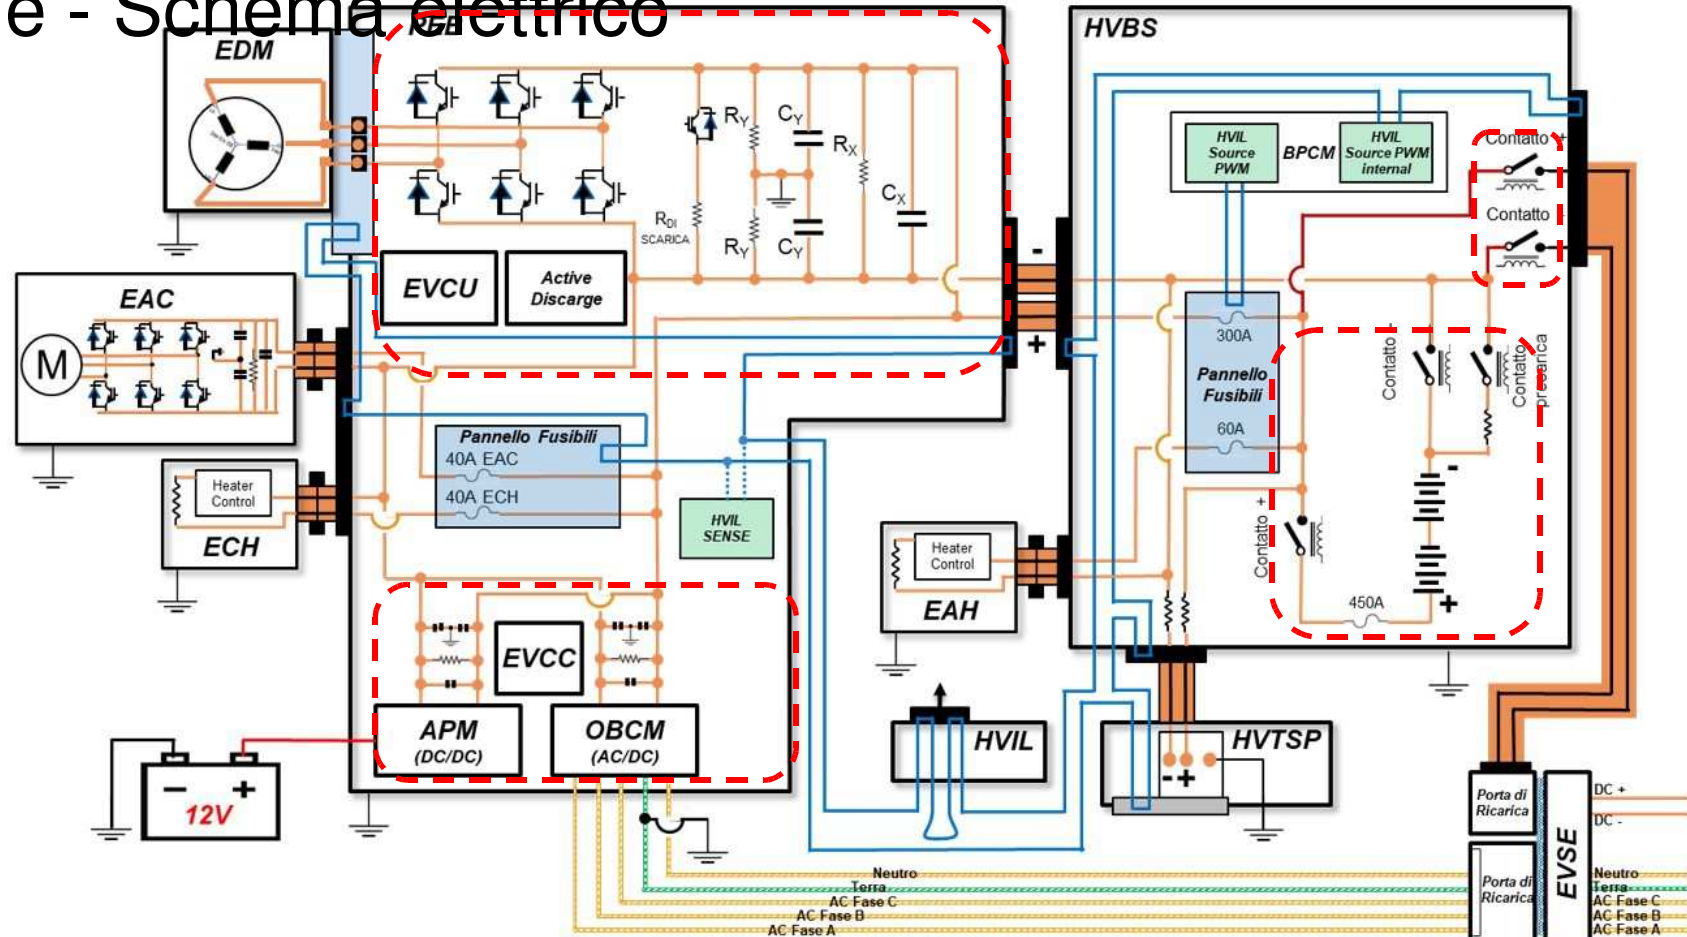 e - Schema elettrico
EDM
PEB
HVBS
HVIL
Source
PWM
BPCM
HVIL
Source PWM
internal
Contatto +
Contatto
RY
CY
RX
CX
RDI
SCARICA
RY
CY
EVCU
Active
Discarge
-
+
EAC
M
300A
Pannello
Fusibili
60A
Contatto -
Contatto
precarica
Pannello Fusibili
40A EAC
40A ECH
Heater
Control
ECH
HVIL
SENSE
Heater
Control
EAH
Contatto +
-
+
450A
EVCC
APM
(DC/DC)
OBCM
(AC/DC)
HVIL
HVTSP
- +
- +
12V
Porta di
Ricarica
Porta di
Ricarica
EVSE
DC +
DC -
Neutro
Terra
AC Fase C
AC Fase B
AC Fase A
Neutro
Terra
AC Fase C
AC Fase B
AC Fase A